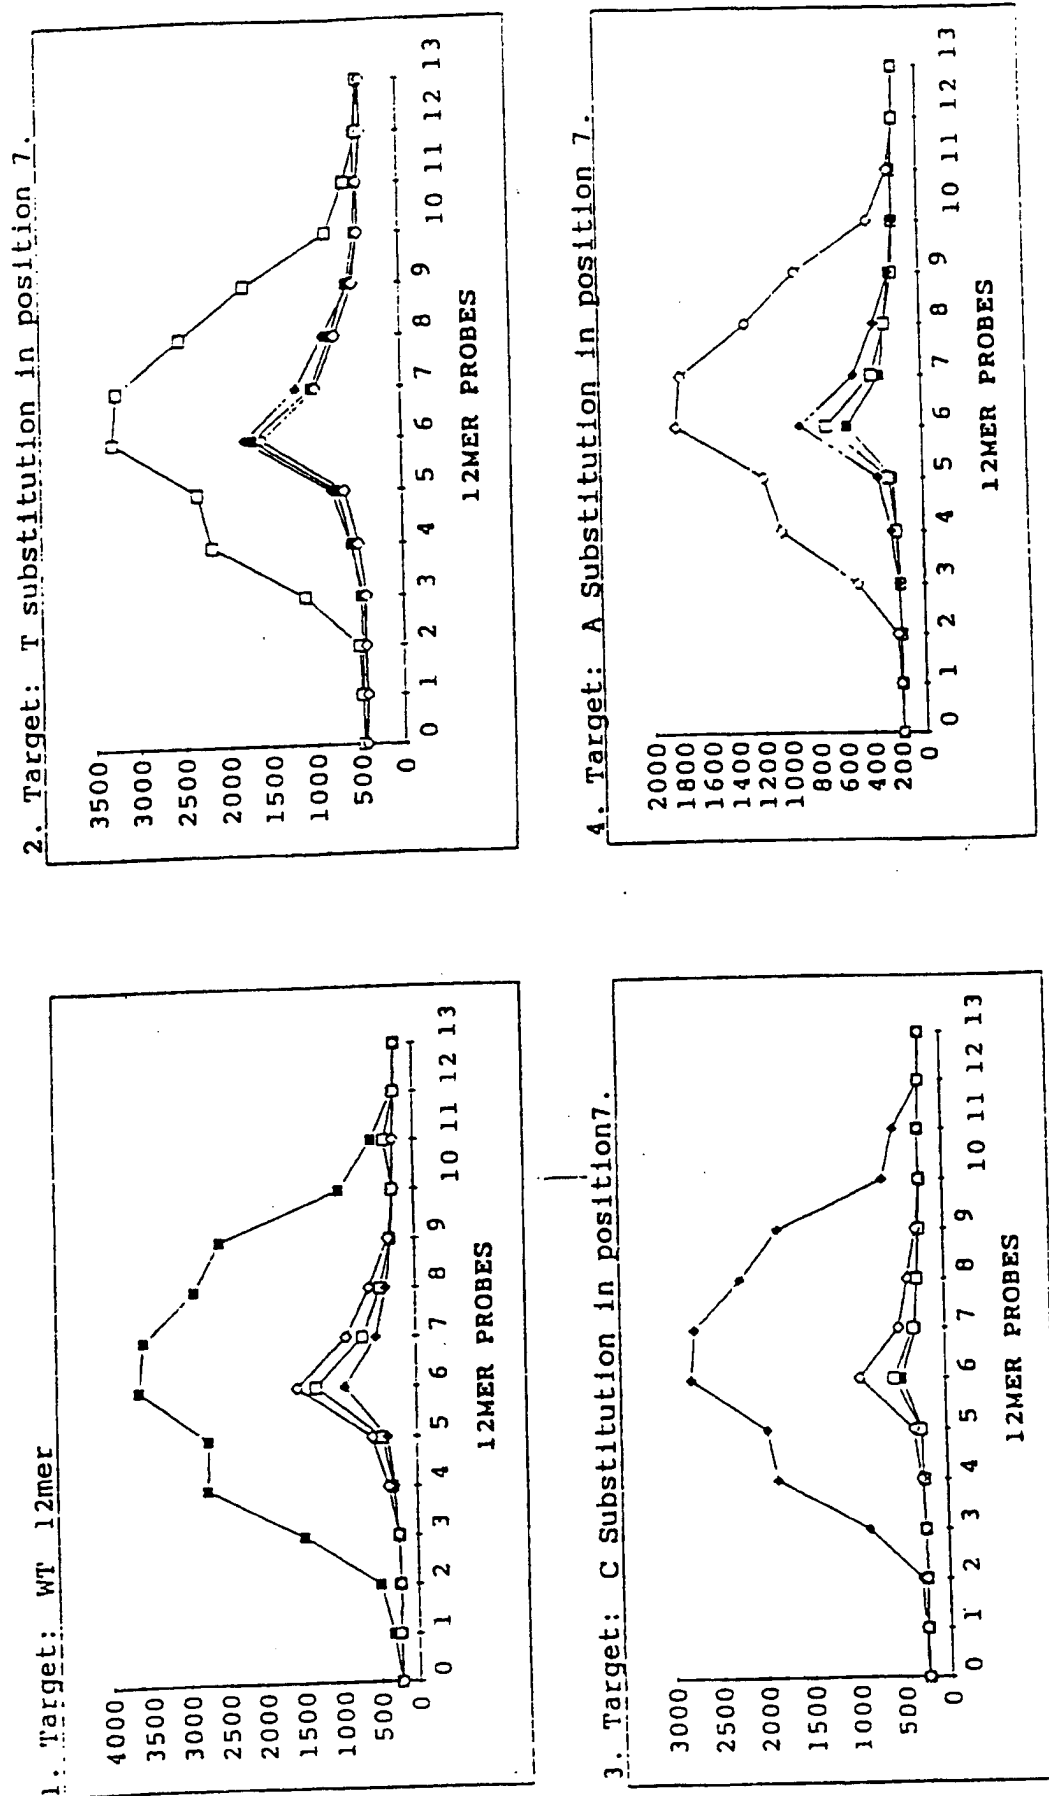 1. Target: WT 12mer
4000
3500
3000
2500
2000
1500
1000
500
0
0 1 2 3 4 5 6 7 8 9 10 11 12 13
12MER PROBES
2. Target: T substitution in position 7.
3500
3000
2500
2000
1500
1000
500
0
0 1 2 3 4 5 6 7 8 9 10 11 12 13
12MER PROBES
3. Target: C Substitution in position7.
3000
2500
2000
1500
1000
500
0
0 1 2 3 4 5 6 7 8 9 10 11 12 13
12MER PROBES
4. Target: A Substitution in position 7.
2000
1800
1600
1400
1200
1000
800
600
400
200
0
0 1 2 3 4 5 6 7 8 9 10 11 12 13
12MER PROBES